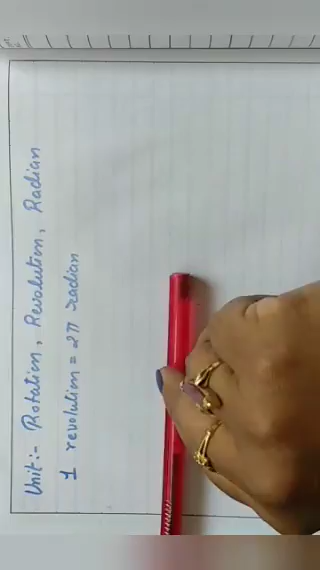 Unit:- Rotation, Revolution, Radian
1 revolution = 2π radian